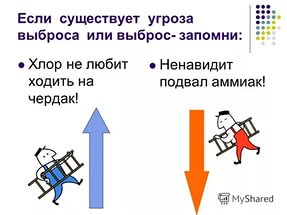 Если существует угроза
выброса или выброс- запомни:
Хлор не любит
ходить на
чердак!
Ненавидит
подвал аммиак!
MyShared